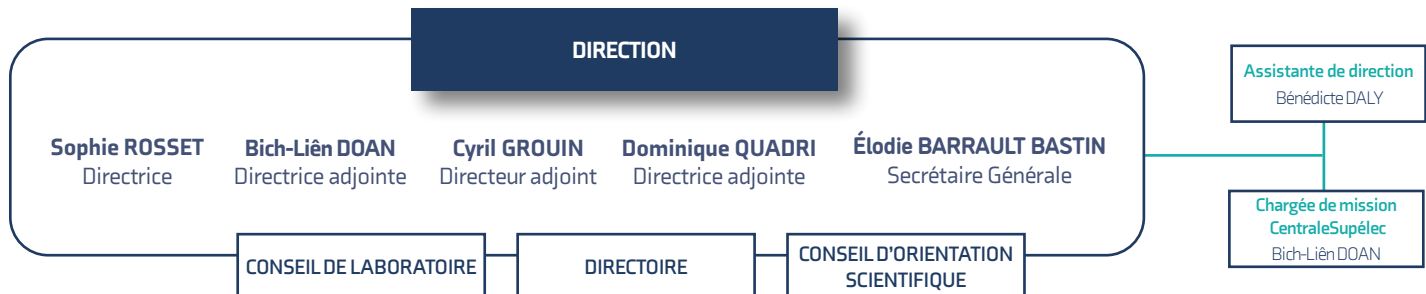 DIRECTION
Sophie ROSSET
Directrice
Bich-Liên DOAN
Directrice adjointe
Cyril GROUIN
Directeur adjoint
Dominique QUADRI
Directrice adjointe
Élodie BARRAULT BASTIN
Secrétaire Générale
CONSEIL DE LABORATOIRE
DIRECTOIRE
CONSEIL D'ORIENTATION
SCIENTIFIQUE
Assistante de direction
Bénédicte DALY
Chargée de mission
CentraleSupélec
Bich-Liên DOAN